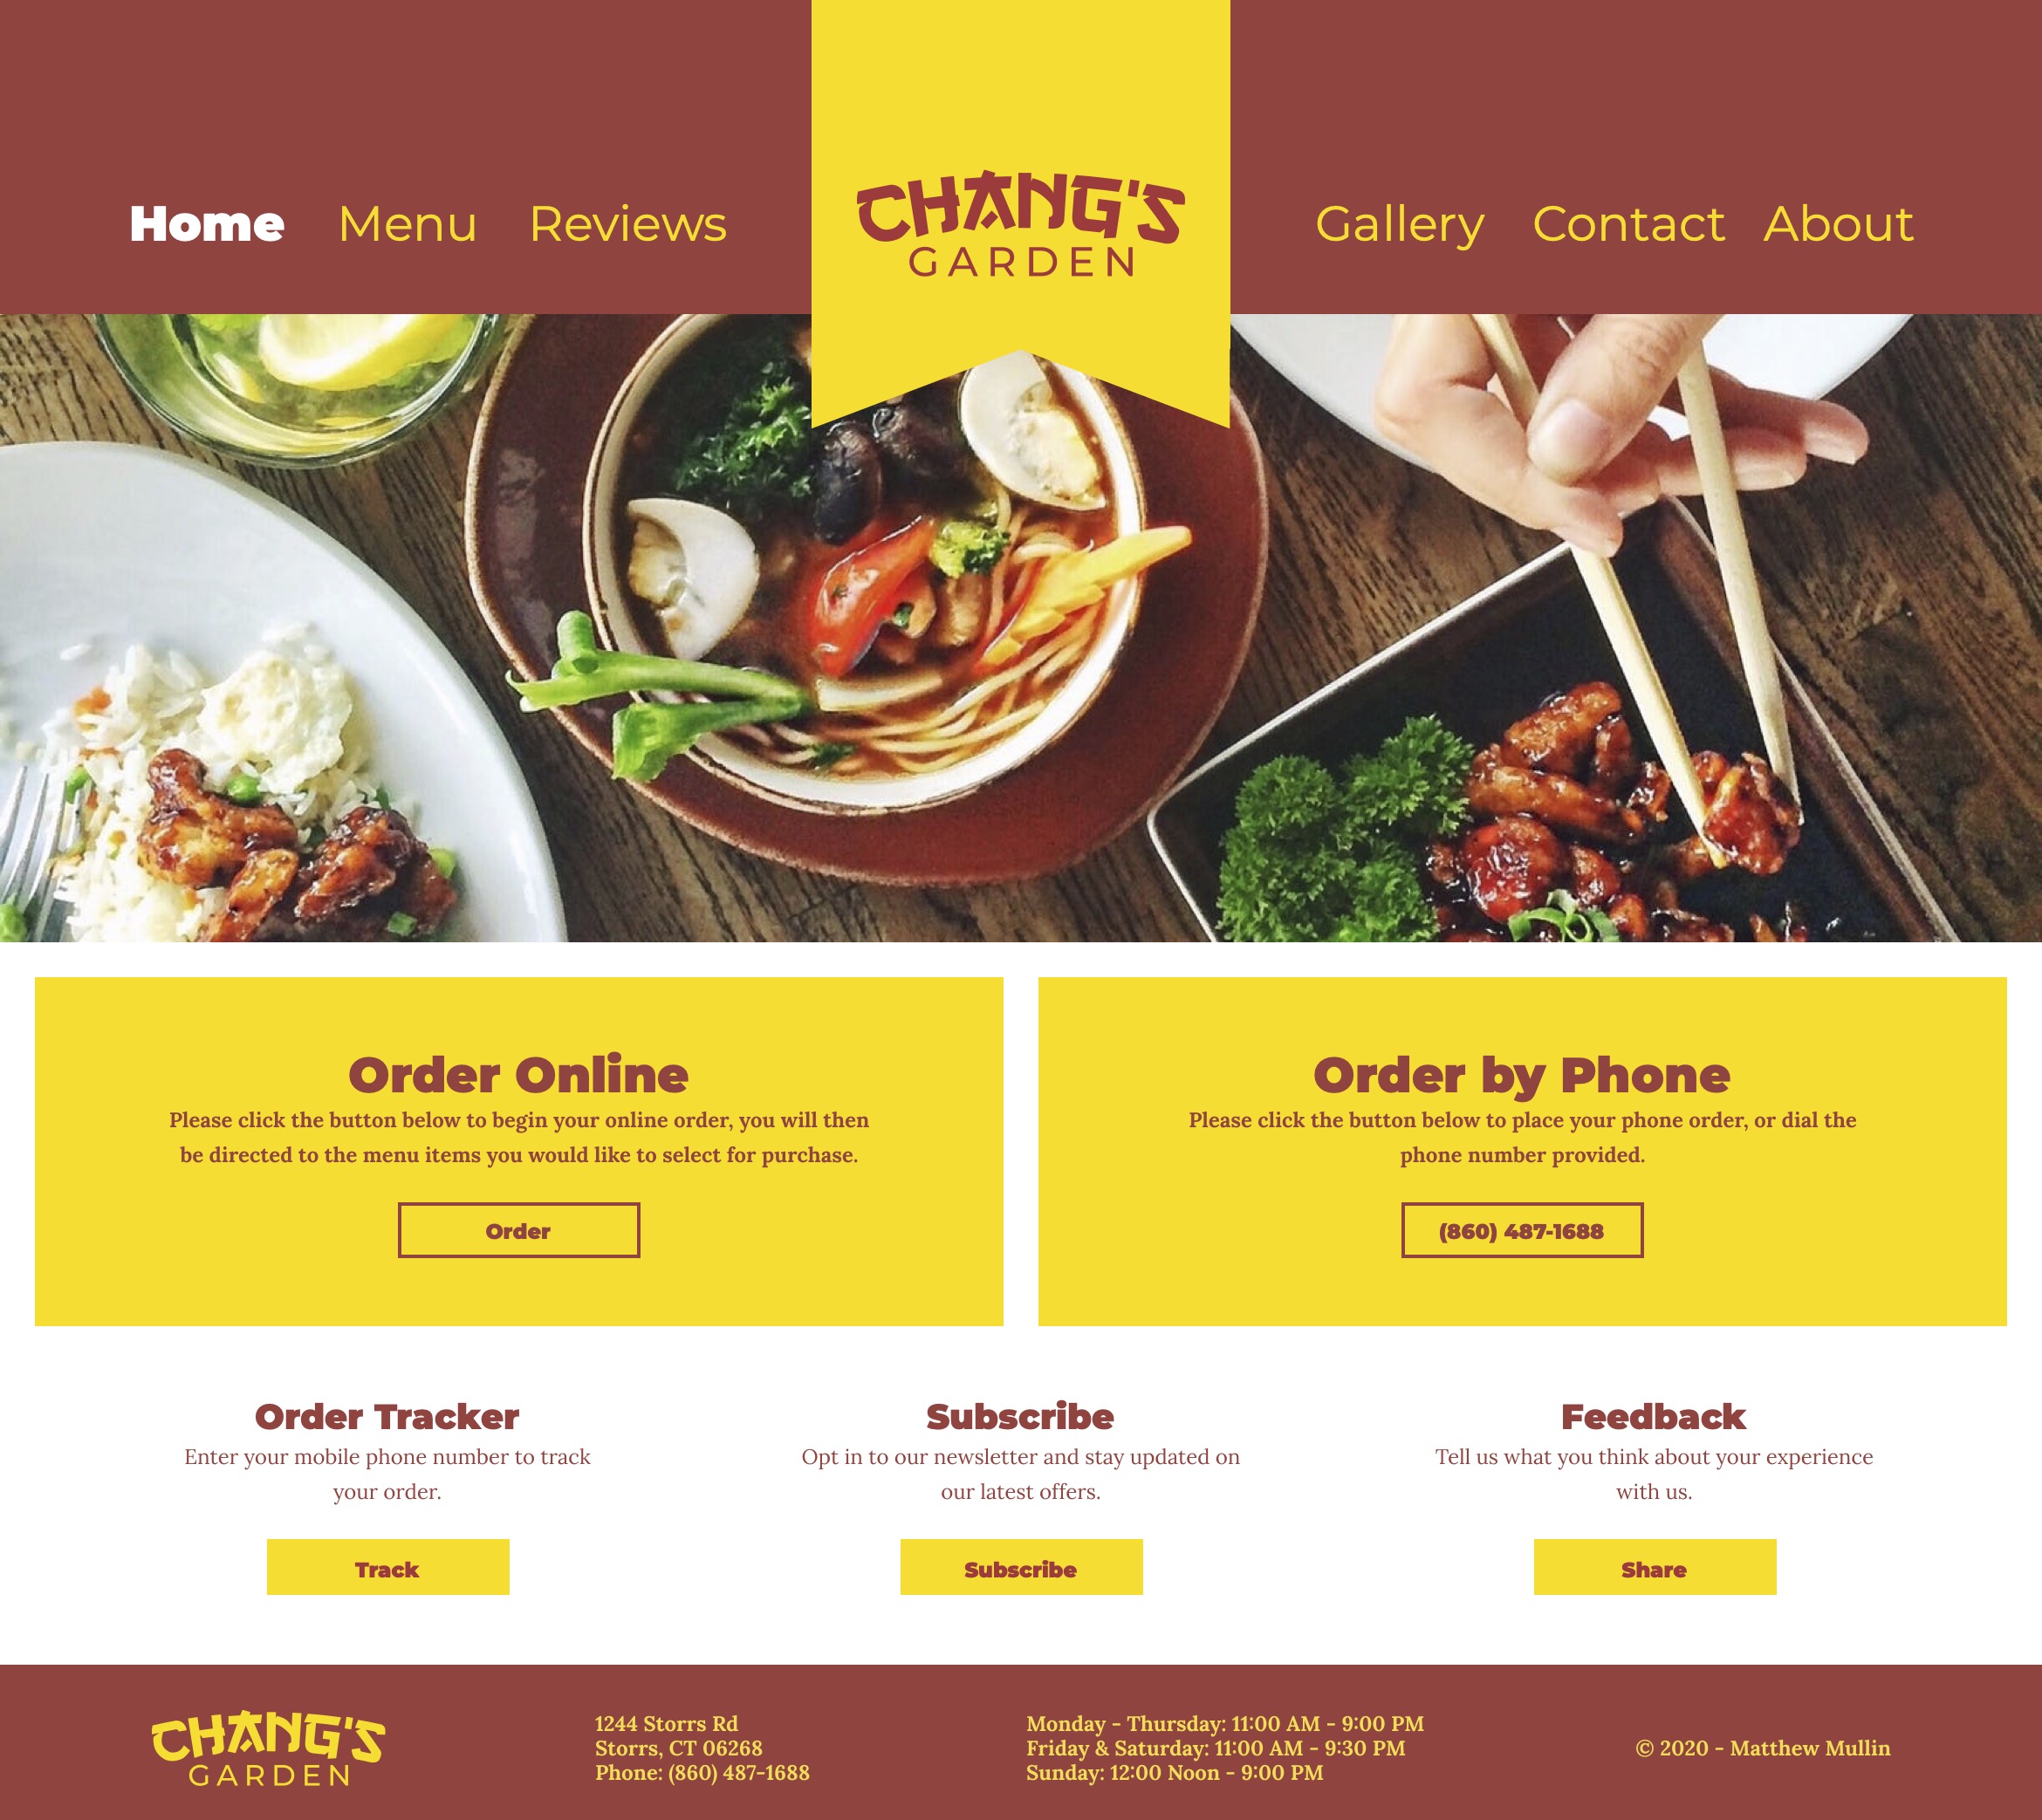 Home Menu Reviews
CHANG'S
GARDEN
Gallery Contact About
Order Online
Please click the button below to begin your online order, you will then
be directed to the menu items you would like to select for purchase.
Order
Order by Phone
Please click the button below to place your phone order, or dial the
phone number provided.
(860) 487-1688
Order Tracker
Enter your mobile phone number to track
your order.
Track
Subscribe
Opt in to our newsletter and stay updated on
our latest offers.
Subscribe
Feedback
Tell us what you think about your experience
with us.
Share
CHANG'S
GARDEN
1244 Storrs Rd
Storrs, CT 06268
Phone: (860) 487-1688
Monday - Thursday: 11:00 AM - 9:00 PM
Friday & Saturday: 11:00 AM - 9:30 PM
Sunday: 12:00 Noon - 9:00 PM
© 2020 - Matthew Mullin